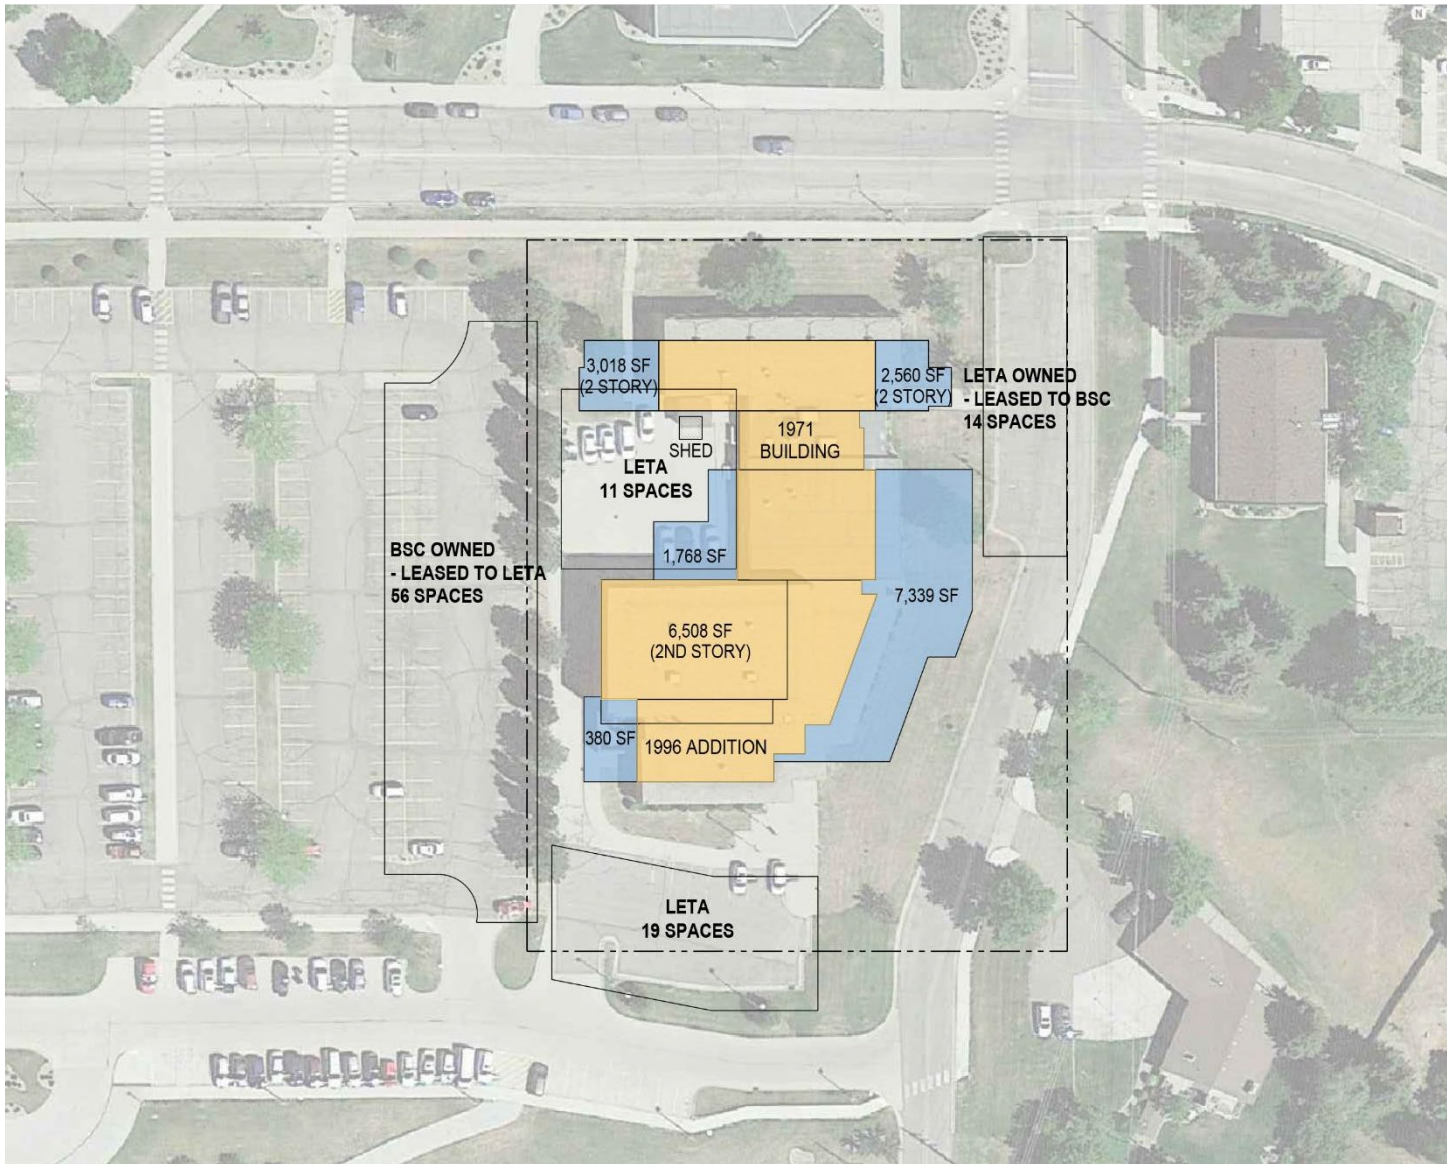 N
3,018 SF
(2 STORY)
2,560 SF
(2 STORY)
LETA OWNED
- LEASED TO BSC
14 SPACES
1971
BUILDING
SHED
LETA
11 SPACES
1,768 SF
BSC OWNED
- LEASED TO LETA
56 SPACES
7,339 SF
6,508 SF
(2ND STORY)
380 SF
1996 ADDITION
LETA
19 SPACES